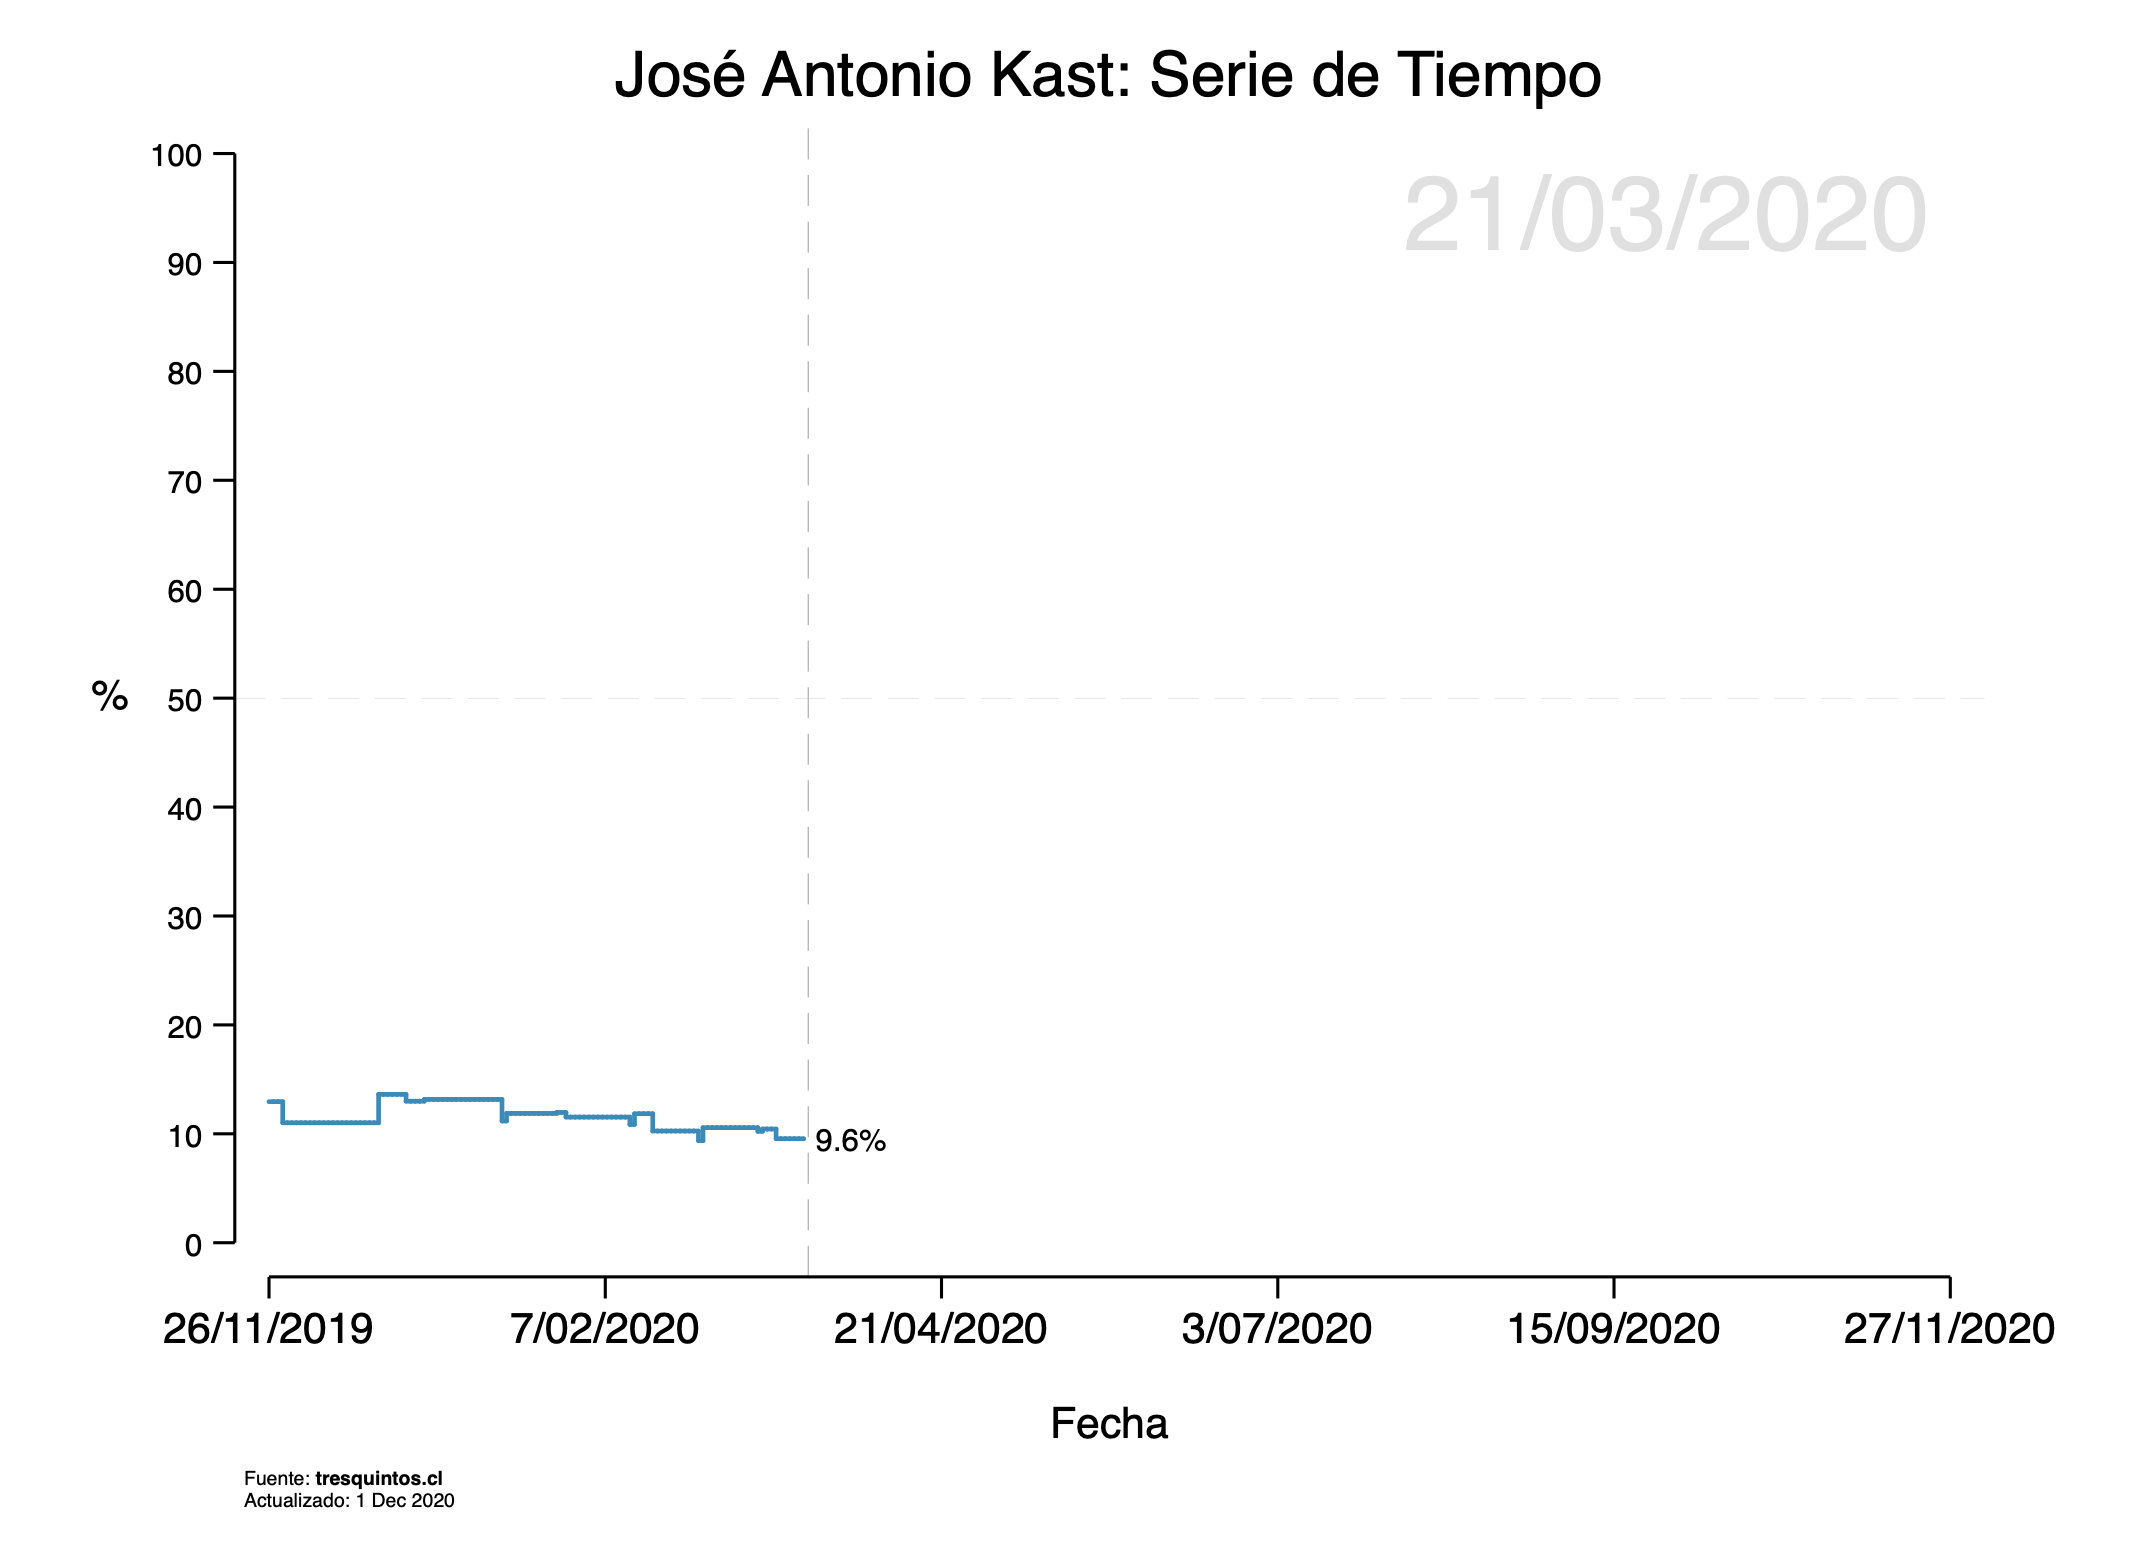 José Antonio Kast: Serie de Tiempo
21/03/2020
100
90
80
70
60
%
50
40
30
20
10
0
9.6%
26/11/2019 7/02/2020 21/04/2020 3/07/2020 15/09/2020 27/11/2020
Fecha
Fuente: tresquintos.cl
Actualizado: 1 Dec 2020